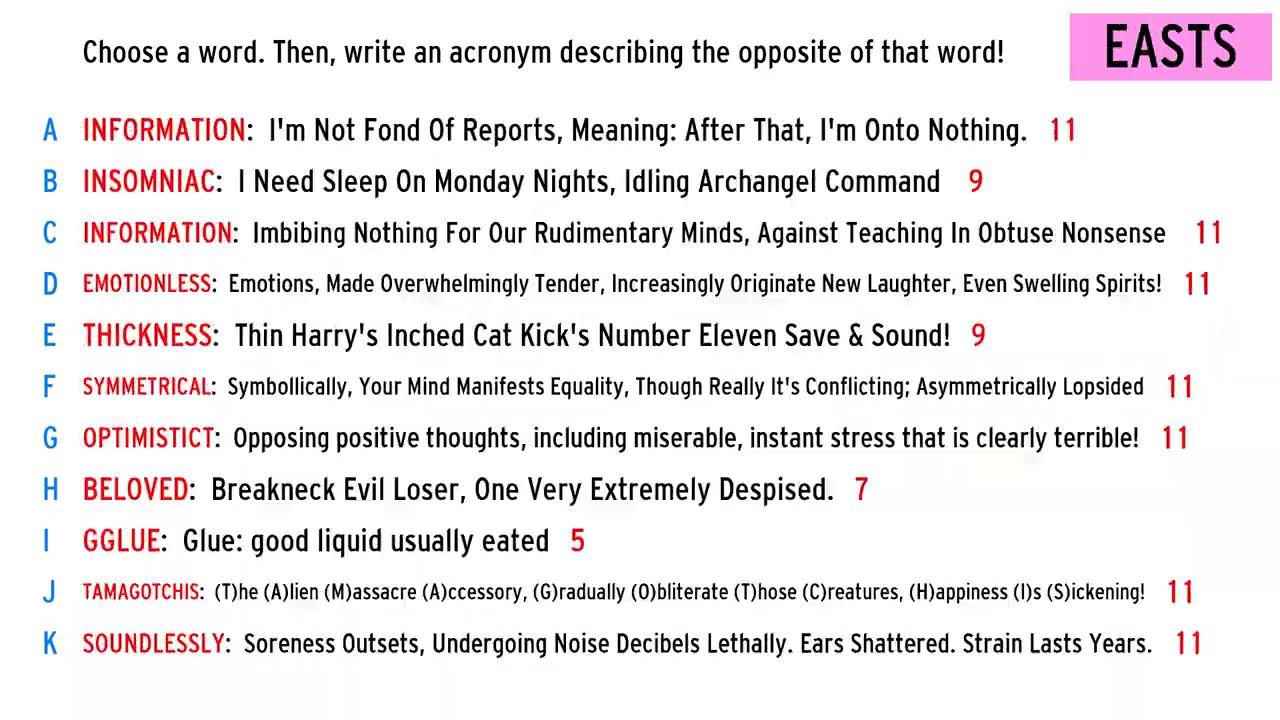 Choose a word. Then, write an acronym describing the opposite of that word!
EASTS
A INFORMATION: I'm Not Fond Of Reports, Meaning: After That, I'm Onto Nothing. 11
B INSOMNIAC: I Need Sleep On Monday Nights, Idling Archangel Command 9
C INFORMATION: Imbibing Nothing For Our Rudimentary Minds, Against Teaching In Obtuse Nonsense 11
D EMOTIONLESS: Emotions, Made Overwhelmingly Tender, Increasingly Originate New Laughter, Even Swelling Spirits! 11
E THICKNESS: Thin Harry's Inched Cat Kick's Number Eleven Save & Sound! 9
F SYMMETRICAL: Symbollically, Your Mind Manifests Equality, Though Really It's Conflicting; Asymmetrically Lopsided 11
G OPTIMISTICT: Opposing positive thoughts, including miserable, instant stress that is clearly terrible! 11
H BELOVED: Breakneck Evil Loser, One Very Extremely Despised. 7
I GGLUE: Glue: good liquid usually eated 5
J TAMAGOTCHIS: (T)he (A)lien (M)assacre (A)ccessory, (G)radually (O)bliterate (T)hose (C)reatures, (H)appiness (I)s (S)ickening! 11
K SOUNDLESSLY: Soreness Outsets, Undergoing Noise Decibels Lethally. Ears Shattered. Strain Lasts Years. 11